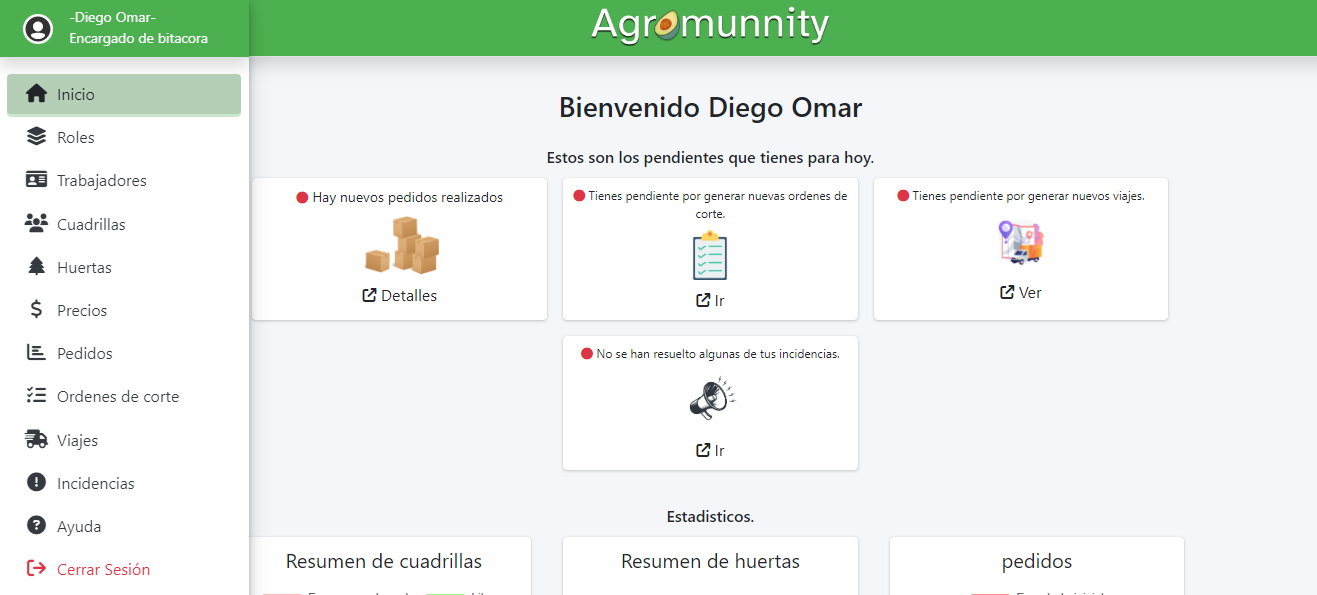 -Diego Omar-
Encargado de bitacora
Agromunnity
Inicio
Roles
Trabajadores
Cuadrillas
Huertas
Precios
Pedidos
Ordenes de corte
Viajes
Incidencias
Ayuda
Cerrar Sesión
Bienvenido Diego Omar
Estos son los pendientes que tienes para hoy.
Hay nuevos pedidos realizados
Detalles
Tienes pendiente por generar nuevas ordenes de
corte.
Ir
Tienes pendiente por generar nuevos viajes.
Ver
No se han resuelto algunas de tus incidencias.
Ir
Estadisticos.
Resumen de cuadrillas
Resumen de huertas
pedidos